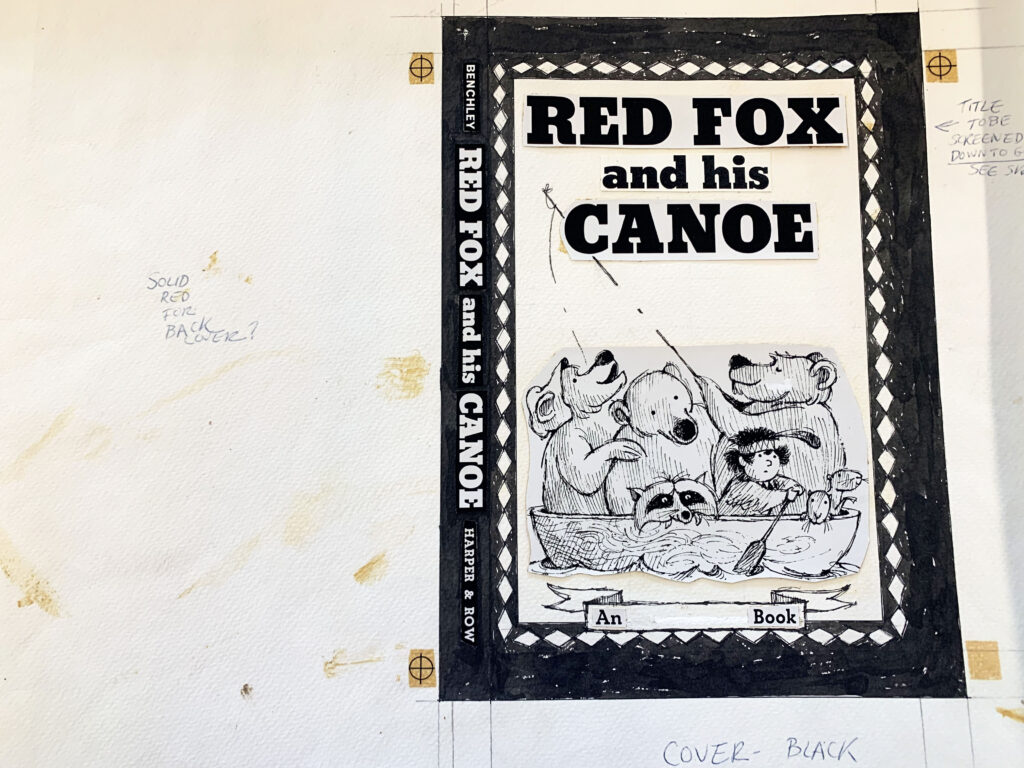 SOLID
RED
FOR
BACK
COVER?
BENCHLEY
RED FOX and his CANOE
HARPER & ROW
RED FOX
and his
CANOE
An Book
TITLE
TO BE
SCREENED
DOWN TO
SEE
COVER- BLACK